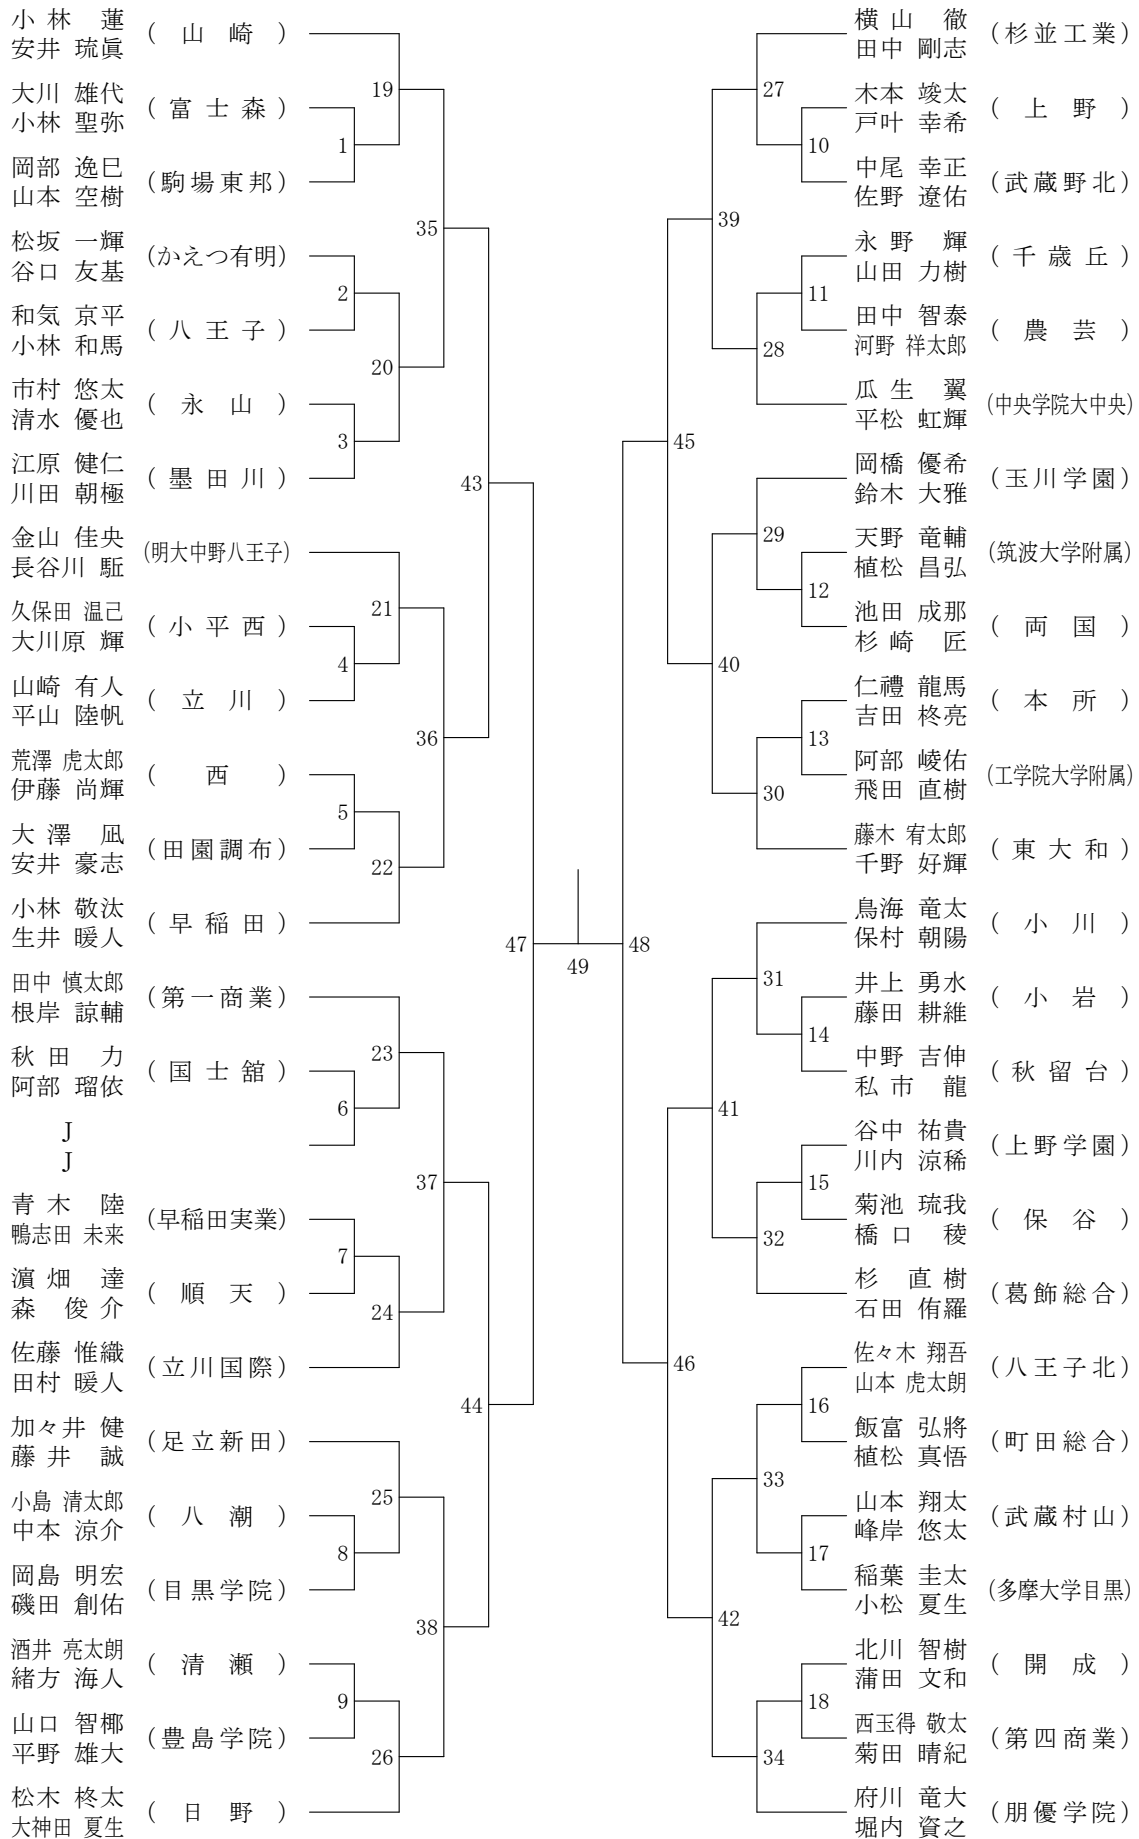 小林 蓮
安井 琉眞
(山崎)
大川 雄代
小林 聖弥
(富士森)
岡部 逸巳
山本 空樹
(駒場東邦)
松坂 一輝
谷口 友基
(かえつ有明)
和気 京平
小林 和馬
(八王子)
市村 悠太
清水 優也
(永山)
江原 健仁
川田 朝極
(墨田川)
金山 佳央
長谷川 駈
(明大中野八王子)
久保田 温己
大川原 輝
(小平西)
山崎 有人
平山 陸帆
(立川)
荒澤 虎太郎
伊藤 尚輝
(西)
大澤 凪
安井 豪志
(田園調布)
小林 敬汰
生井 暖人
(早稲田)
田中 慎太郎
根岸 諒輔
(第一商業)
秋田 力
阿部 瑠依
(国士舘)
J
J
青木 陸
鴨志田 未来
(早稲田実業)
濵畑 達
森 俊介
(順天)
佐藤 惟織
田村 暖人
(立川国際)
加々井 健
藤井 誠
(足立新田)
小島 清太郎
中本 涼介
(八潮)
岡島 明宏
磯田 創佑
(目黒学院)
酒井 亮太朗
緒方 海人
(清瀬)
山口 智椰
平野 雄大
(豊島学院)
松木 柊太
大神田 夏生
(日野)
1
2
3
4
5
6
7
8
9
19
20
21
22
23
24
25
26
35
36
37
38
43
44
47
49
48
45
46
39
40
41
42
27
28
29
30
31
32
33
34
10
11
12
13
14
15
16
17
18
横山 徹
田中 剛志
(杉並工業)
木本 竣太
戸叶 幸希
(上野)
中尾 幸正
佐野 遼佑
(武蔵野北)
永野 輝
山田 力樹
(千歳丘)
田中 智泰
河野 祥太郎
(農芸)
瓜生 翼
平松 虹輝
(中央学院大中央)
岡橋 優希
鈴木 大雅
(玉川学園)
天野 竜輔
植松 昌弘
(筑波大学附属)
池田 成那
杉崎 匠
(両国)
仁禮 龍馬
吉田 柊亮
(本所)
阿部 崚佑
飛田 直樹
(工学院大学附属)
藤木 宥太郎
千野 好輝
(東大和)
鳥海 竜太
保村 朝陽
(小川)
井上 勇水
藤田 耕維
(小岩)
中野 吉伸
私市 龍
(秋留台)
谷中 祐貴
川内 涼稀
(上野学園)
菊池 琉我
橋口 稜
(保谷)
杉 直樹
石田 侑羅
(葛飾総合)
佐々木 翔吾
山本 虎太朗
(八王子北)
飯富 弘將
植松 真悟
(町田総合)
山本 翔太
峰岸 悠太
(武蔵村山)
稲葉 圭太
小松 夏生
(多摩大学目黒)
北川 智樹
蒲田 文和
(開成)
西玉得 敬太
菊田 晴紀
(第四商業)
府川 竜大
堀内 資之
(朋優学院)